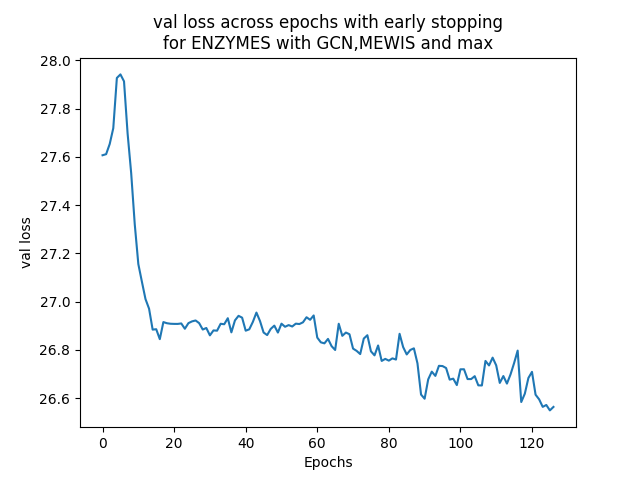 val loss across epochs with early stopping
for ENZYMES with GCN,MEWIS and max
28.0
27.8
27.6
27.4
27.2
27.0
26.8
26.6
val loss
0 20 40 60 80 100 120
Epochs